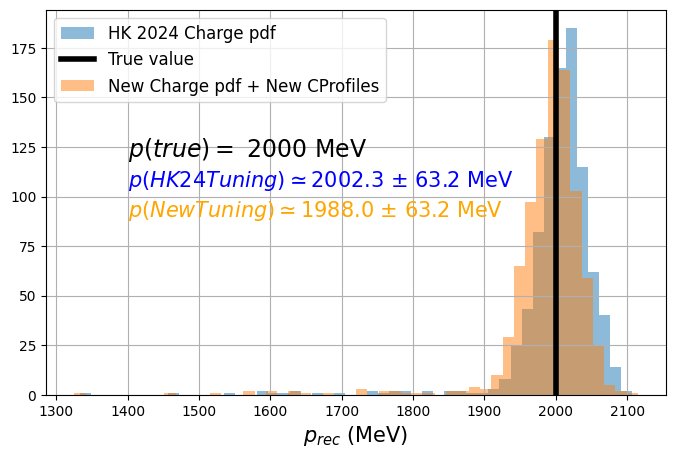 HK 2024 Charge pdf
True value
New Charge pdf + New CProfiles
p(true) = 2000 MeV
p(HK24Tuning) ≃ 2002.3 ± 63.2 MeV
p(NewTuning) ≃ 1988.0 ± 63.2 MeV
175
150
125
100
75
50
25
0
1300 1400 1500 1600 1700 1800 1900 2000 2100
p_rec (MeV)